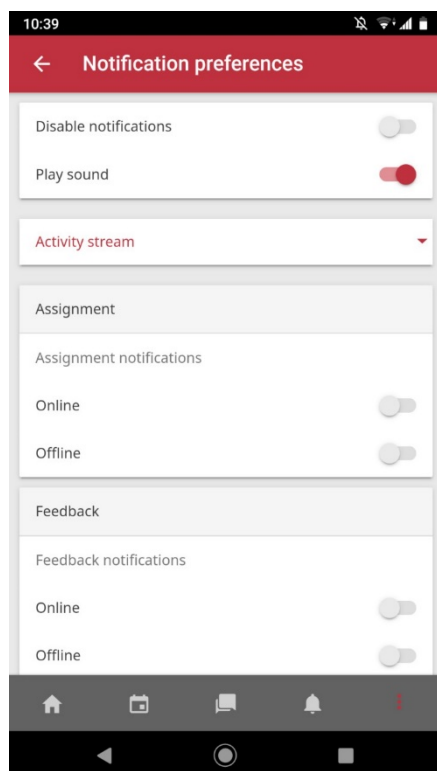 10:39
Notification preferences
Disable notifications
Play sound
Activity stream
Assignment
Assignment notifications
Online
Offline
Feedback
Feedback notifications
Online
Offline